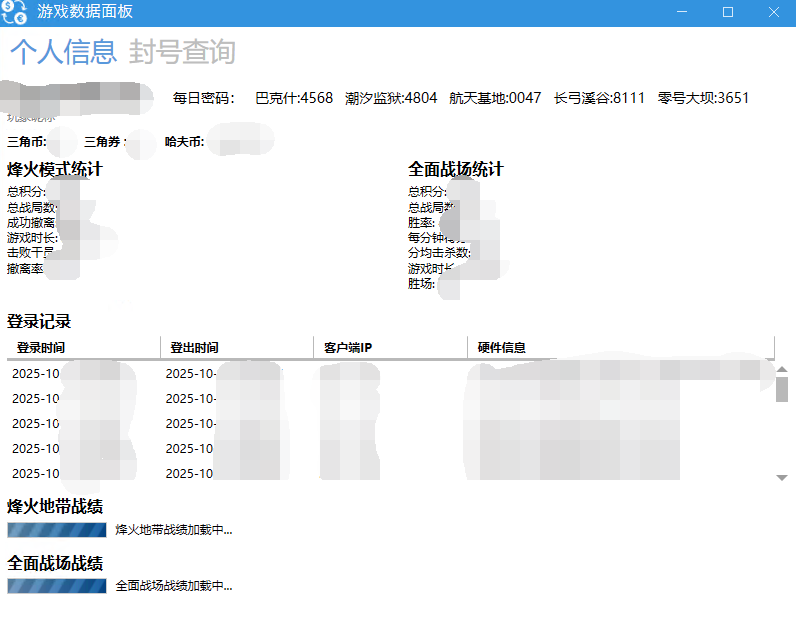 游戏数据面板
个人信息 封号查询
每日密码： 巴克什:4568 潮汐监狱:4804 航天基地:0047 长弓溪谷:8111 零号大坝:3651
玩家昵称
三角币: 三角券: 哈夫币:
烽火模式统计
总积分:
总战局数:
成功撤离
游戏时长:
击败干员
撤离率
全面战场统计
总积分:
总战局数
胜率:
每分钟得分
分均击杀数:
游戏时长
胜场:
登录记录
登录时间 登出时间 客户端IP 硬件信息
2025-10 2025-10-
2025-10 2025-10-
2025-10 2025-10-
2025-10 2025-10
2025-10 2025-10
烽火地带战绩
烽火地带战绩加载中...
全面战场战绩
全面战场战绩加载中...